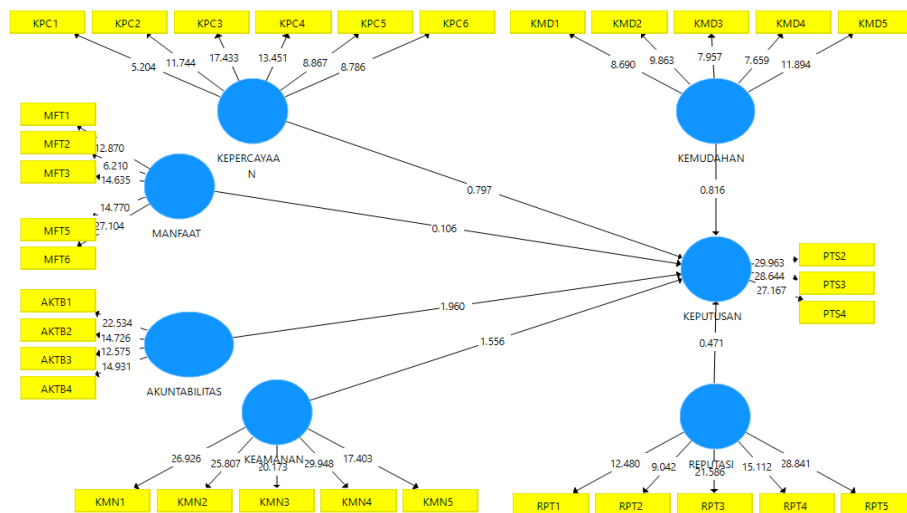 KPC1 KPC2 KPC3 KPC4 KPC5 KPC6
KMD1 KMD2 KMD3 KMD4 KMD5
5.204 11.744 17.433 13.451 8.867 8.786
8.690 9.863 7.957 7.659 11.894
KEPERCAYAA
N
KEMUDAHAN
MFT1
MFT2
MFT3
MFT5
MFT6
12.870
6.210
14.635
14.770
27.104
MANFAAT
0.797
0.816
0.106
1.960
1.556
0.471
KEPUTUSAN
29.963
28.644
27.167
PTS2
PTS3
PTS4
AKTB1
AKTB2
AKTB3
AKTB4
22.534
14.726
12.575
14.931
AKUNTABILITAS
KEAMANAN
26.926 25.807 20.173 29.948 17.403
KMN1 KMN2 KMN3 KMN4 KMN5
REPUTASI
12.480 9.042 21.586 15.112 28.841
RPT1 RPT2 RPT3 RPT4 RPT5